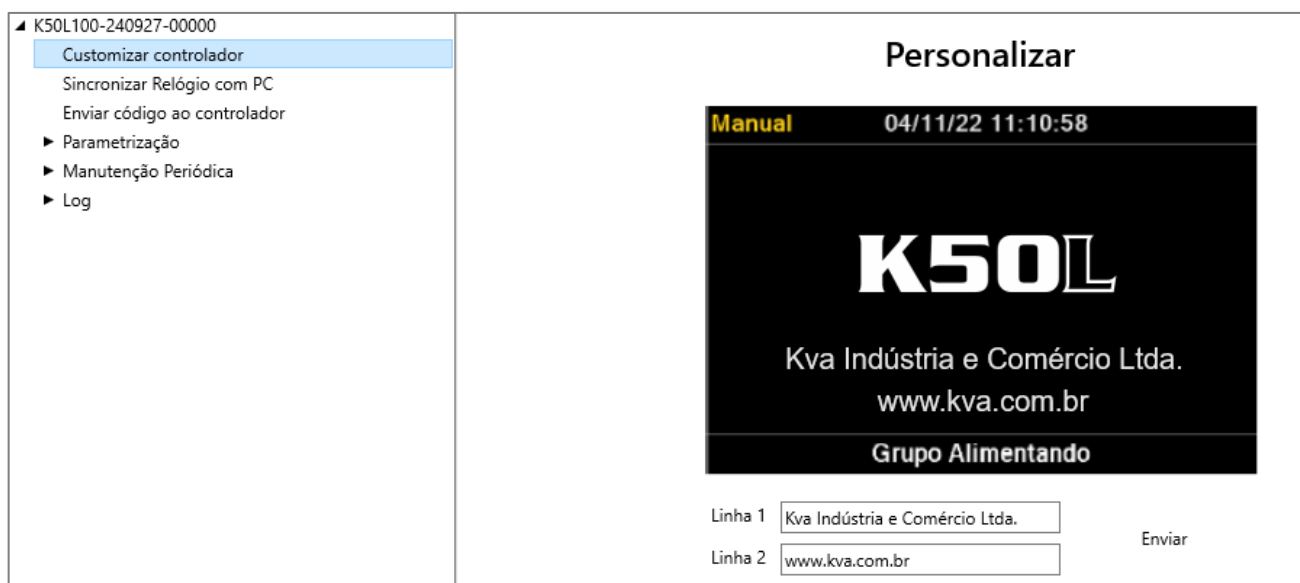 K50L100-240927-00000
Customizar controlador
Sincronizar Relógio com PC
Enviar código ao controlador
Parametrização
Manutenção Periódica
Log
Personalizar
Manual 04/11/22 11:10:58
K50L
Kva Indústria e Comércio Ltda.
www.kva.com.br
Grupo Alimentando
Linha 1 Kva Indústria e Comércio Ltda.
Enviar
Linha 2 www.kva.com.br